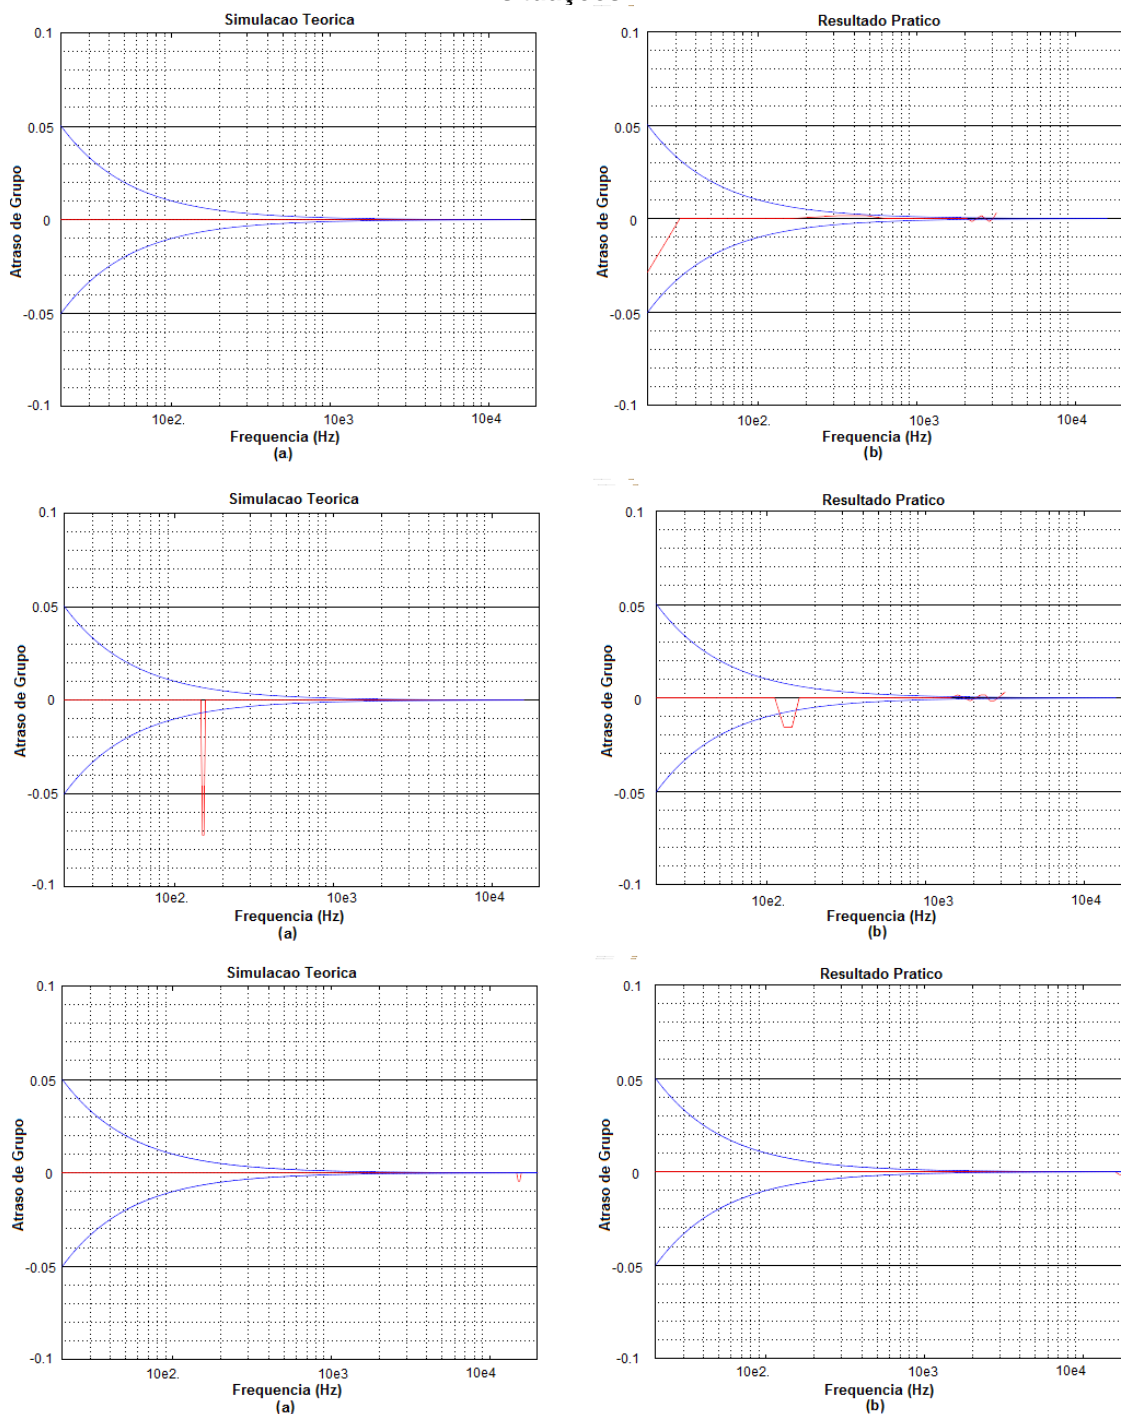 Simulacao Teorica
0.1
0.05
0
-0.05
-0.1
Atraso de Grupo
10e2.
10e3
10e4
Frequencia (Hz)
(a)
Resultado Pratico
0.1
0.05
0
-0.05
-0.1
Atraso de Grupo
10e2.
10e3
10e4
Frequencia (Hz)
(b)
Simulacao Teorica
0.1
0.05
0
-0.05
-0.1
Atraso de Grupo
10e2.
10e3
10e4
Frequencia (Hz)
(a)
Resultado Pratico
0.1
0.05
0
-0.05
-0.1
Atraso de Grupo
10e2.
10e3
10e4
Frequencia (Hz)
(b)
Simulacao Teorica
0.1
0.05
0
-0.05
-0.1
Atraso de Grupo
10e2.
10e3
10e4
Frequencia (Hz)
(a)
Resultado Pratico
0.1
0.05
0
-0.05
-0.1
Atraso de Grupo
10e2.
10e3
10e4
Frequencia (Hz)
(b)